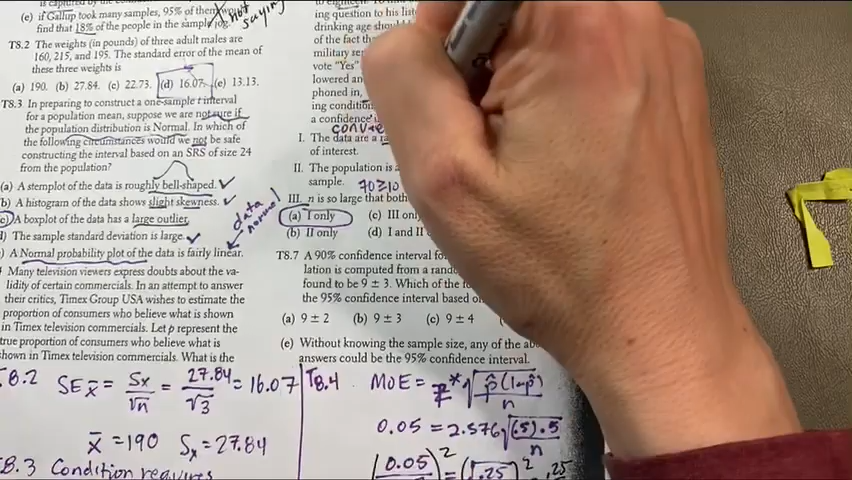 is captured by
(e) if Gallup took many samples, 95% of them would
find that 18% of the people in the sample jog.
not
saying
T8.2 The weights (in pounds) of three adult males are
160, 215, and 195. The standard error of the mean of
these three weights is
(a) 190. (b) 27.84. (c) 22.73. (d) 16.07. (e) 13.13.
T8.3 In preparing to construct a one-sample t interval
for a population mean, suppose we are not sure if
the population distribution is Normal. In which of
the following circumstances would we not be safe
constructing the interval based on an SRS of size 24
from the population?
(a) A stemplot of the data is roughly bell-shaped.
A histogram of the data shows slight skewness.
(c) A boxplot of the data has a large outlier.
The sample standard deviation is large.
A Normal probability plot of the data is fairly linear.
data
normal
Many television viewers express doubts about the va-
lidity of certain commercials. In an attempt to answer
their critics, Timex Group USA wishes to estimate the
proportion of consumers who believe what is shown
in Timex television commercials. Let p represent the
true proportion of consumers who believe what is
shown in Timex television commercials. What is the
ing question to his list
drinking age shou
military ser
vote "Yes"
lowered an
phoned in,
ing conditio
a confidence
I. The data are a
of interest.
II. The population is a
sample.
70≥10
III. n is so large that both
(a) I only (c) III only
(b) II only (d) I and II
T8.7 A 90% confidence interval fo
lation is computed from a rand
found to be 9 ± 3. Which of the
the 95% confidence interval based o
(a) 9 ± 2 (b) 9 ± 3 (c) 9 ± 4
(e) Without knowing the sample size, any of the abo
answers could be the 95% confidence interval.
8.2 SEx̄ = Sx/√n = 27.84/√3 = 16.07
x̄ = 190 Sx = 27.84
8.3 Condition requires
T8.4 MoE = z*√p̂(1-p̂)/n
0.05 = 2.576√(.5).5/n
(0.05)² = (√.25)² .25